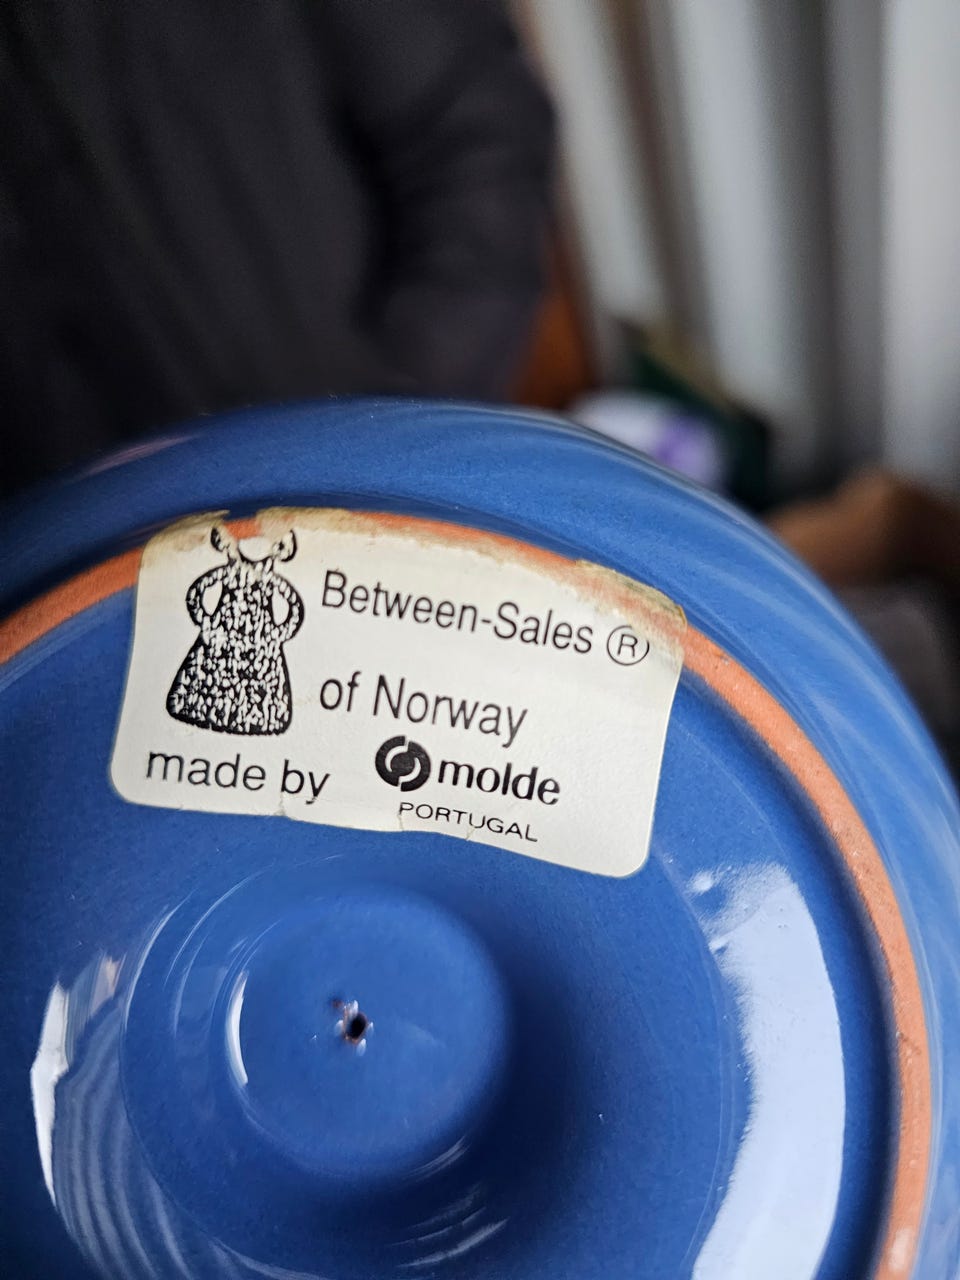 Between-Sales ®
of Norway
made by molde
PORTUGAL